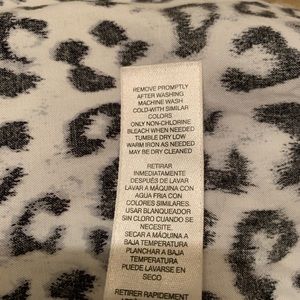 REMOVE PROMPTLY
AFTER WASHING
MACHINE WASH
COLD-WITH SIMILAR
COLORS
ONLY NON-CHLORINE
BLEACH WHEN NEEDED
TUMBLE DRY LOW
WARM IRON AS NEEDED
MAY BE DRY CLEANED
RETIRAR
INMEDIATAMENTE
DESPUÉS DE LAVAR
LAVAR A MÁQUINA CON
AGUA FRIA CON
COLORES SIMILARES.
USAR BLANQUEADOR
SIN CLORO CUANDO SE
NECESITE,
SECAR A MÁQUINA A
BAJA TEMPERATURA
PLANCHAR A BAJA
TEMPERATURA
PUEDE LAVARSE EN
SECO
RETIRER RAPIDEMENT